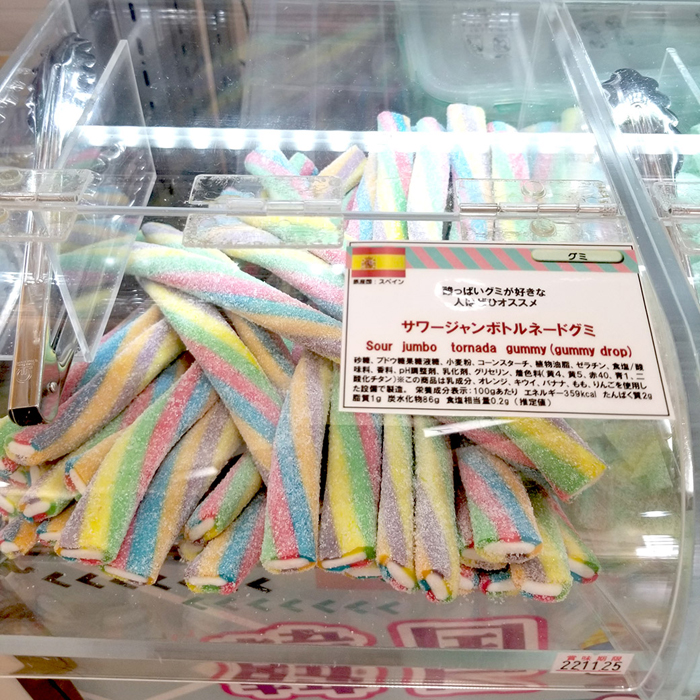 グミ
原産国：スペイン
酸っぱいグミが好きな
人はぜひオススメ
サワージャンボトルネードグミ
Sour jumbo tornada gummy (gummy drop)
砂糖、ブドウ糖果糖液糖、小麦粉、コーンスターチ、植物油脂、ゼラチン、食塩/酸
味料、香料、pH調整剤、乳化剤、グリセリン、着色料(黄4、黄5、赤40、青1、二
酸化チタン)※この商品は乳成分、オレンジ、キウイ、バナナ、もも、りんごを使用し
た設備で製造。 栄養成分表示：100gあたり エネルギー359kcal たんぱく質2g
脂質1g 炭水化物86g 食塩相当量0.2g (推定値)
賞味期限
221125